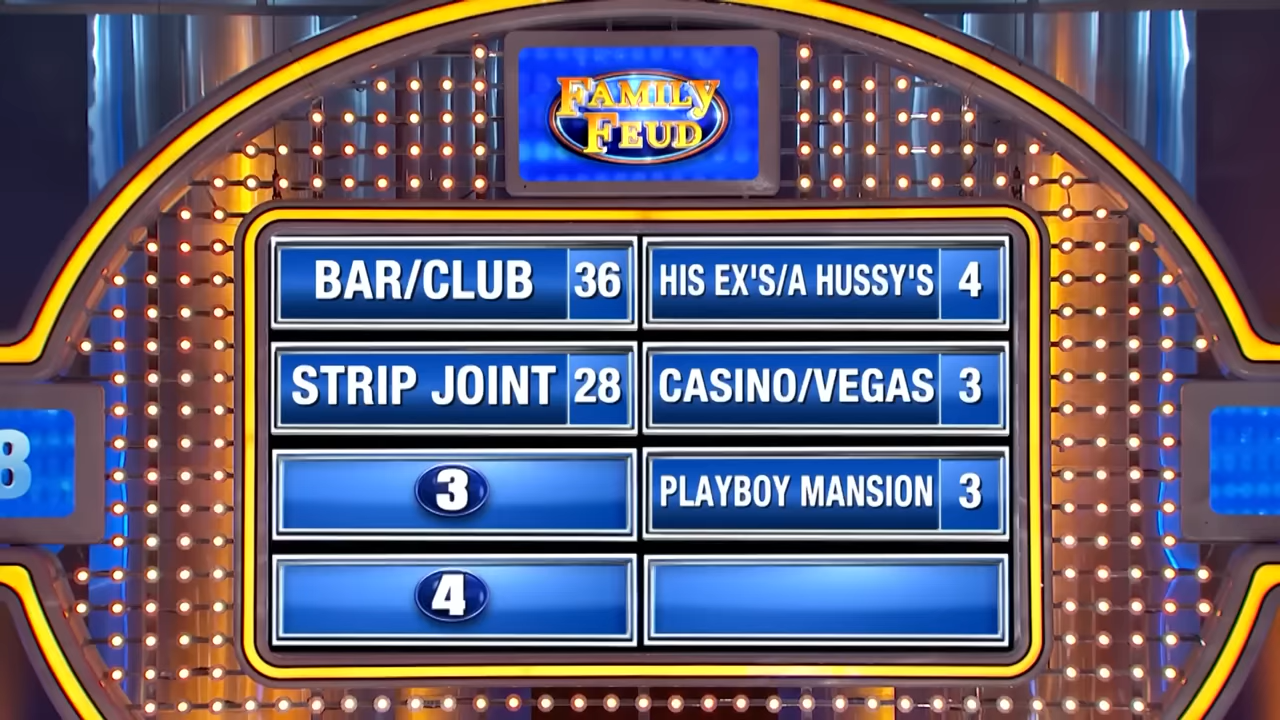 FAMILY
FEUD
BAR/CLUB 36
STRIP JOINT 28
3
4
HIS EX'S/A HUSSY'S 4
CASINO/VEGAS 3
PLAYBOY MANSION 3
8